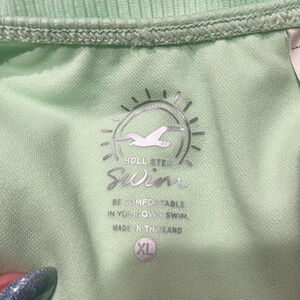 HOLLISTER
Swim
BE COMFORTABLE
IN YOUR OWN SWIM.
MADE IN THAILAND
XL